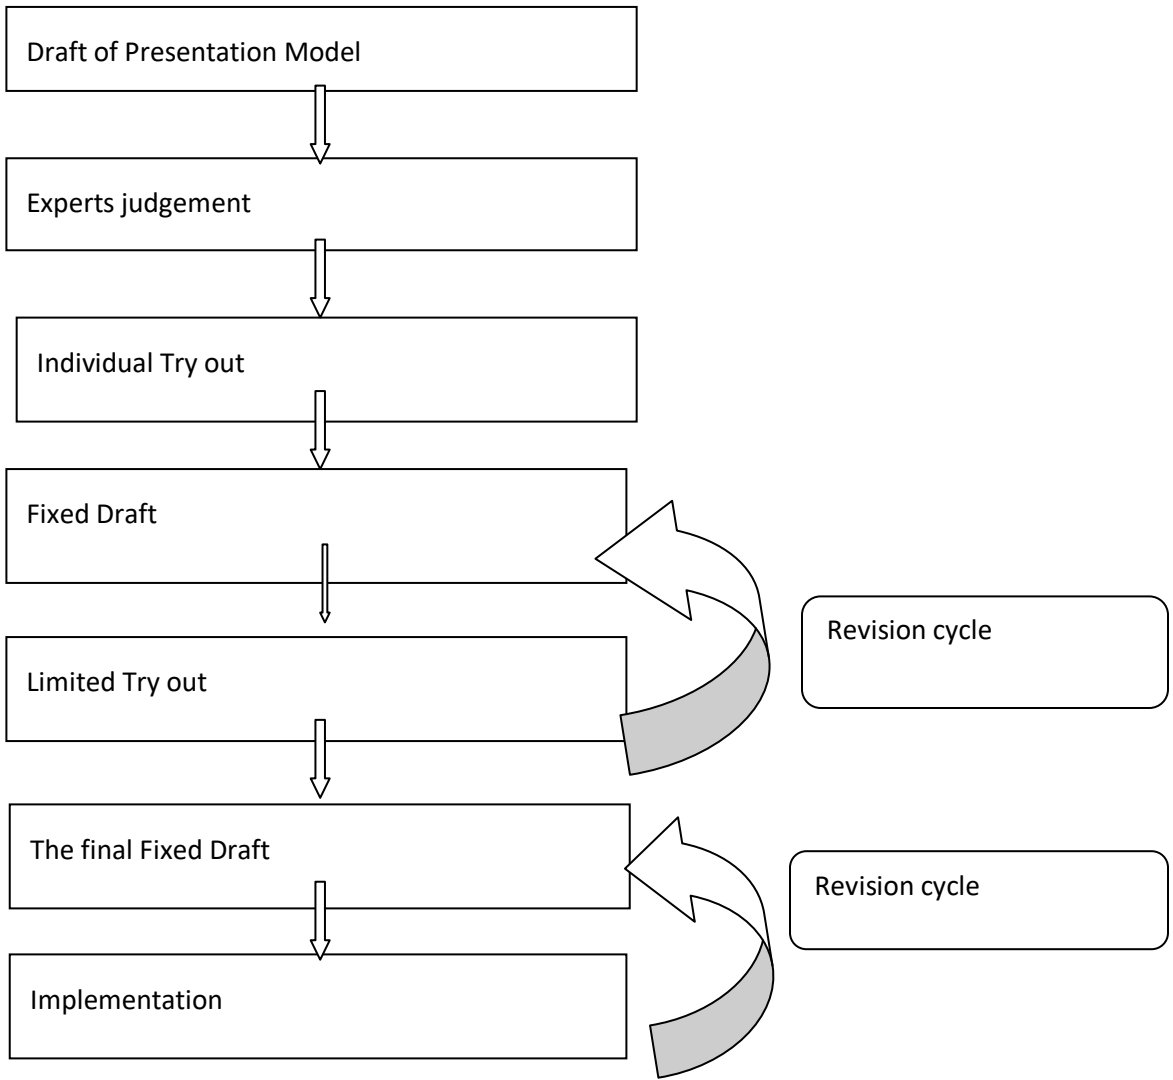 Draft of Presentation Model
Experts judgement
Individual Try out
Fixed Draft
Revision cycle
Limited Try out
The final Fixed Draft
Revision cycle
Implementation